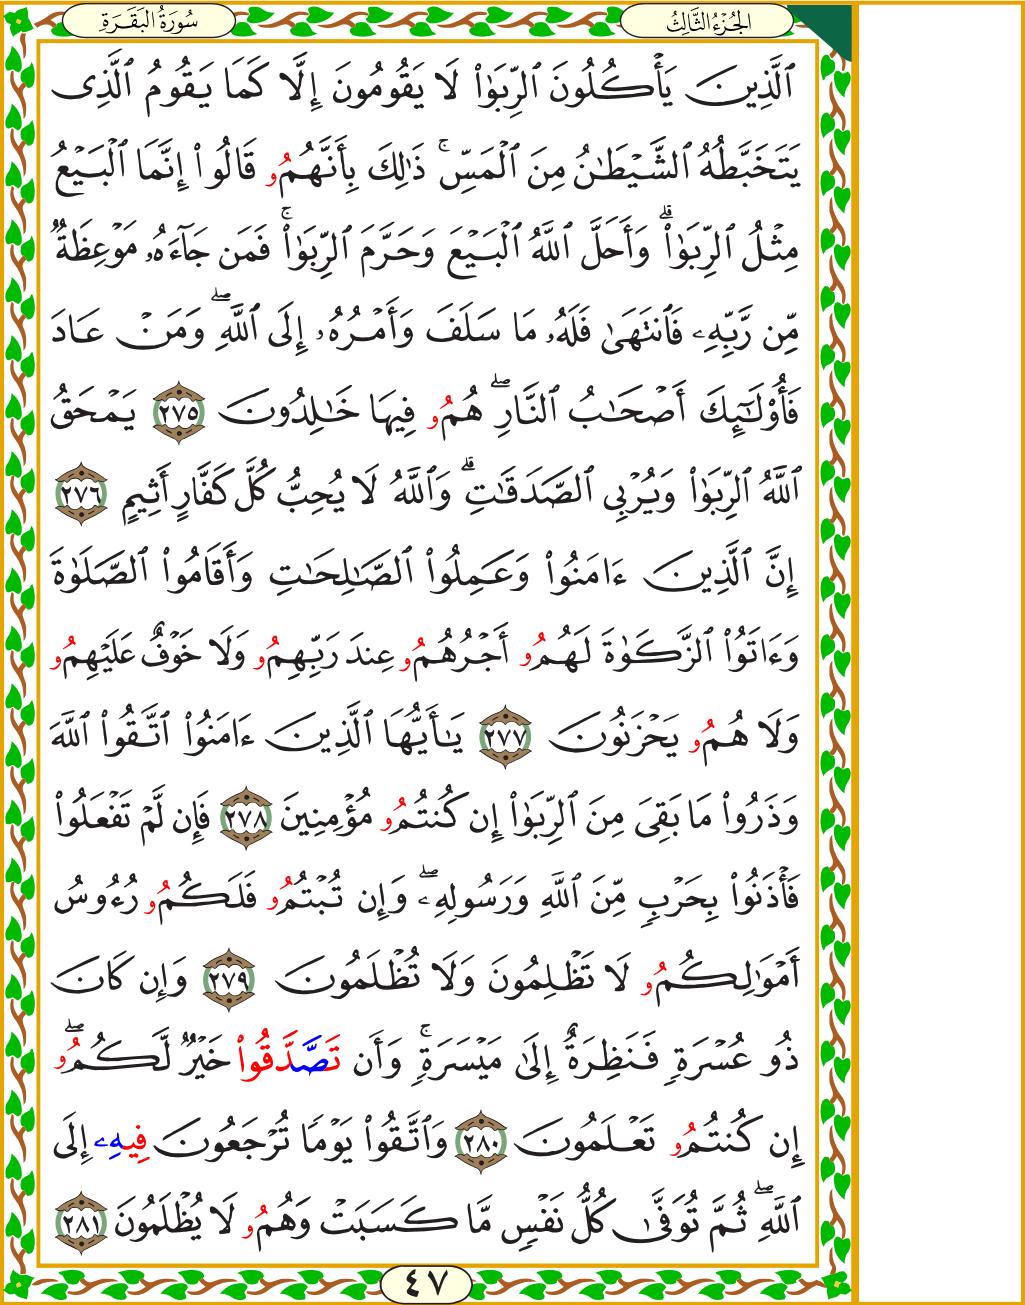 سُورَةُ الْبَقَرَةِ
الْجُزْءُ الثَّالِثُ
ٱلَّذِينَ يَأۡكُلُونَ ٱلرِّبَوٰاْ لَا يَقُومُونَ إِلَّا كَمَا يَقُومُ ٱلَّذِى
يَتَخَبَّطُهُ ٱلشَّيۡطَٰنُ مِنَ ٱلۡمَسِّۚ ذَٰلِكَ بِأَنَّهُمُو قَالُوٓاْ إِنَّمَا ٱلۡبَيۡعُ
مِثۡلُ ٱلرِّبَوٰاْۗ وَأَحَلَّ ٱللَّهُ ٱلۡبَيۡعَ وَحَرَّمَ ٱلرِّبَوٰاْۚ فَمَن جَآءَهُۥ مَوۡعِظَةٌ
مِّن رَّبِّهِۦ فَٱنتَهَىٰ فَلَهُۥ مَا سَلَفَ وَأَمۡرُهُۥ إِلَى ٱللَّهِۖ وَمَنۡ عَادَ
فَأُوْلَٰٓئِكَ أَصۡحَٰبُ ٱلنَّارِۖ هُمُو فِيهَا خَٰلِدُونَ ٢٧٥ يَمۡحَقُ
ٱللَّهُ ٱلرِّبَوٰاْ وَيُرۡبِى ٱلصَّدَقَٰتِۗ وَٱللَّهُ لَا يُحِبُّ كُلَّ كَفَّارٍ أَثِيمٍ ٢٧٦
إِنَّ ٱلَّذِينَ ءَامَنُواْ وَعَمِلُواْ ٱلصَّٰلِحَٰتِ وَأَقَامُواْ ٱلصَّلَوٰةَ
وَءَاتَوُاْ ٱلزَّكَوٰةَ لَهُمُو أَجۡرُهُمُو عِندَ رَبِّهِمُو وَلَا خَوۡفٌ عَلَيۡهِمُو
وَلَا هُمُو يَحۡزَنُونَ ٢٧٧ يَٰٓأَيُّهَا ٱلَّذِينَ ءَامَنُواْ ٱتَّقُواْ ٱللَّهَ
وَذَرُواْ مَا بَقِىَ مِنَ ٱلرِّبَوٰاْ إِن كُنتُمُو مُؤۡمِنِينَ ٢٧٨ فَإِن لَّمۡ تَفۡعَلُواْ
فَأۡذَنُواْ بِحَرۡبٍ مِّنَ ٱللَّهِ وَرَسُولِهِۦۖ وَإِن تُبۡتُمُو فَلَكُمُو رُءُوسُ
أَمۡوَٰلِكُمُو لَا تَظۡلِمُونَ وَلَا تُظۡلَمُونَ ٢٧٩ وَإِن كَانَ
ذُو عُسۡرَةٍ فَنَظِرَةٌ إِلَىٰ مَيۡسَرَةٍۚ وَأَن تَصَّدَّقُواْ خَيۡرٌ لَّكُمُوۖ
إِن كُنتُمُو تَعۡلَمُونَ ٢٨٠ وَٱتَّقُواْ يَوۡمًا تُرۡجَعُونَ فِيهِۦ إِلَى
ٱللَّهِۖ ثُمَّ تُوَفَّىٰ كُلُّ نَفۡسٍ مَّا كَسَبَتۡ وَهُمُو لَا يُظۡلَمُونَ ٢٨١
٤٧